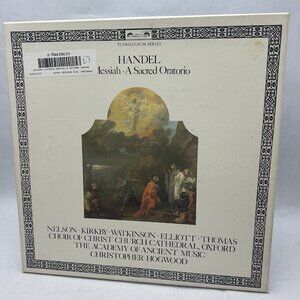 FLORILEGIUM SERIES
HANDEL
Messiah · A Sacred Oratorio
NELSON · KIRKBY · WATKINSON · ELLIOTT · THOMAS
CHOIR OF CHRIST CHURCH CATHEDRAL, OXFORD
THE ACADEMY OF ANCIENT MUSIC
CHRISTOPHER HOGWOOD